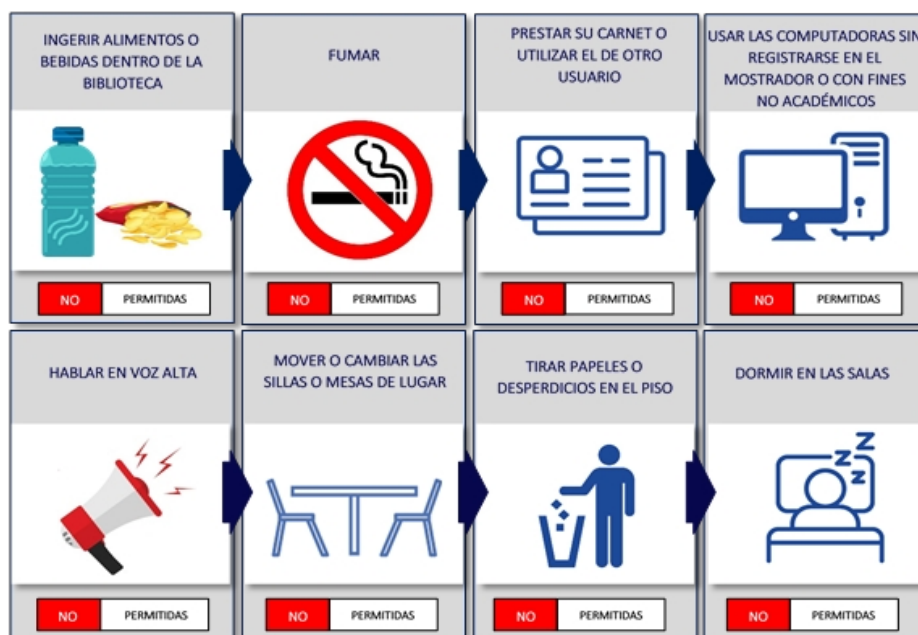 INGERIR ALIMENTOS O
BEBIDAS DENTRO DE LA
BIBLIOTECA
NO PERMITIDAS
FUMAR
NO PERMITIDAS
PRESTAR SU CARNET O
UTILIZAR EL DE OTRO
USUARIO
NO PERMITIDAS
USAR LAS COMPUTADORAS SIN
REGISTRARSE EN EL
MOSTRADOR O CON FINES
NO ACADÉMICOS
NO PERMITIDAS
HABLAR EN VOZ ALTA
NO PERMITIDAS
MOVER O CAMBIAR LAS
SILLAS O MESAS DE LUGAR
NO PERMITIDAS
TIRAR PAPELES O
DESPERDICIOS EN EL PISO
NO PERMITIDAS
DORMIR EN LAS SALAS
Z Z Z
NO PERMITIDAS